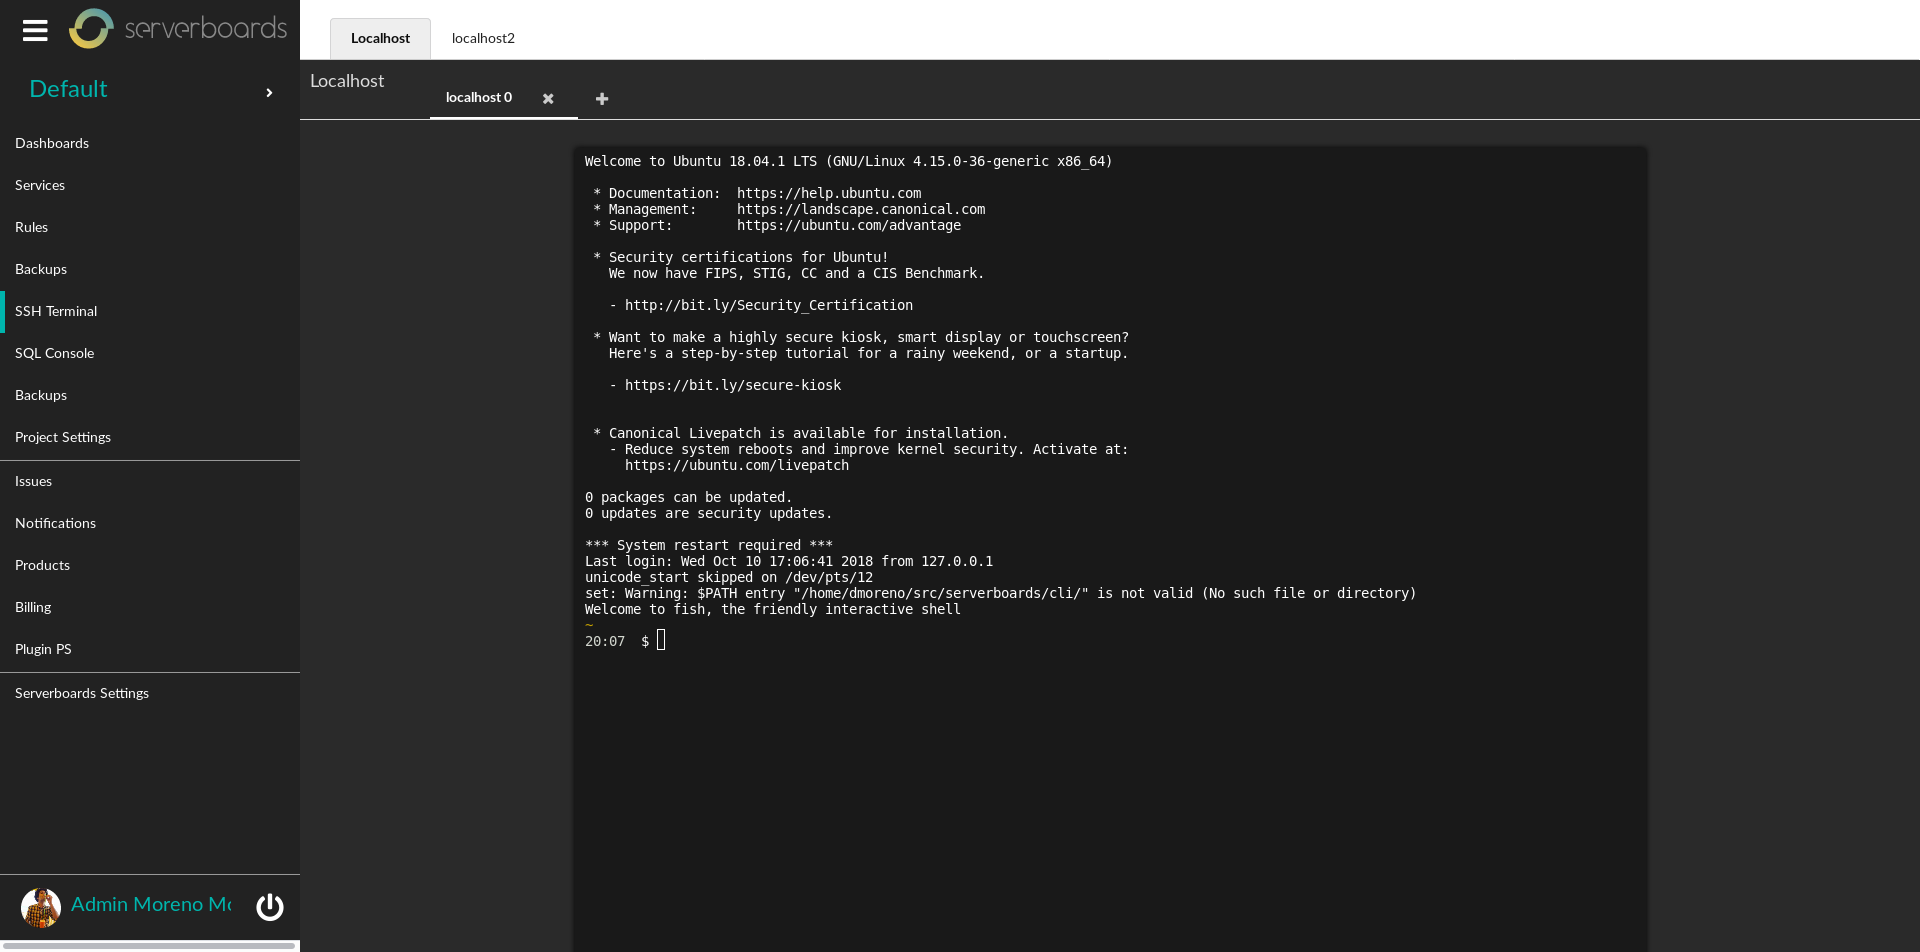 serverboards
Default
Dashboards
Services
Rules
Backups
SSH Terminal
SQL Console
Backups
Project Settings
Issues
Notifications
Products
Billing
Plugin PS
Serverboards Settings
Admin Moreno Mo
Localhost localhost2
Localhost
localhost 0
Welcome to Ubuntu 18.04.1 LTS (GNU/Linux 4.15.0-36-generic x86_64)
* Documentation:  https://help.ubuntu.com
* Management:     https://landscape.canonical.com
* Support:        https://ubuntu.com/advantage
* Security certifications for Ubuntu!
We now have FIPS, STIG, CC and a CIS Benchmark.
- http://bit.ly/Security_Certification
* Want to make a highly secure kiosk, smart display or touchscreen?
Here's a step-by-step tutorial for a rainy weekend, or a startup.
- https://bit.ly/secure-kiosk
* Canonical Livepatch is available for installation.
- Reduce system reboots and improve kernel security. Activate at:
https://ubuntu.com/livepatch
0 packages can be updated.
0 updates are security updates.
*** System restart required ***
Last login: Wed Oct 10 17:06:41 2018 from 127.0.0.1
unicode_start skipped on /dev/pts/12
set: Warning: $PATH entry "/home/dmoreno/src/serverboards/cli/" is not valid (No such file or directory)
Welcome to fish, the friendly interactive shell
~
20:07  $